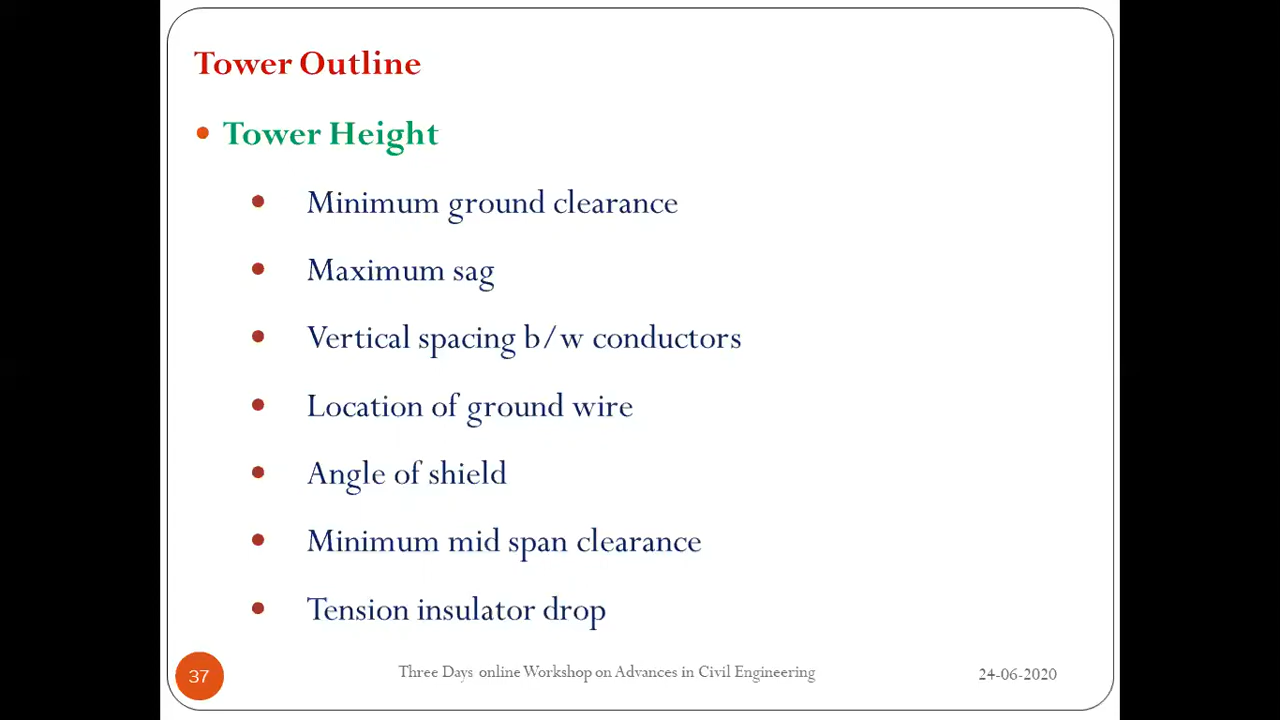 Tower Outline
Tower Height
Minimum ground clearance
Maximum sag
Vertical spacing b/w conductors
Location of ground wire
Angle of shield
Minimum mid span clearance
Tension insulator drop
37
Three Days online Workshop on Advances in Civil Engineering
24-06-2020